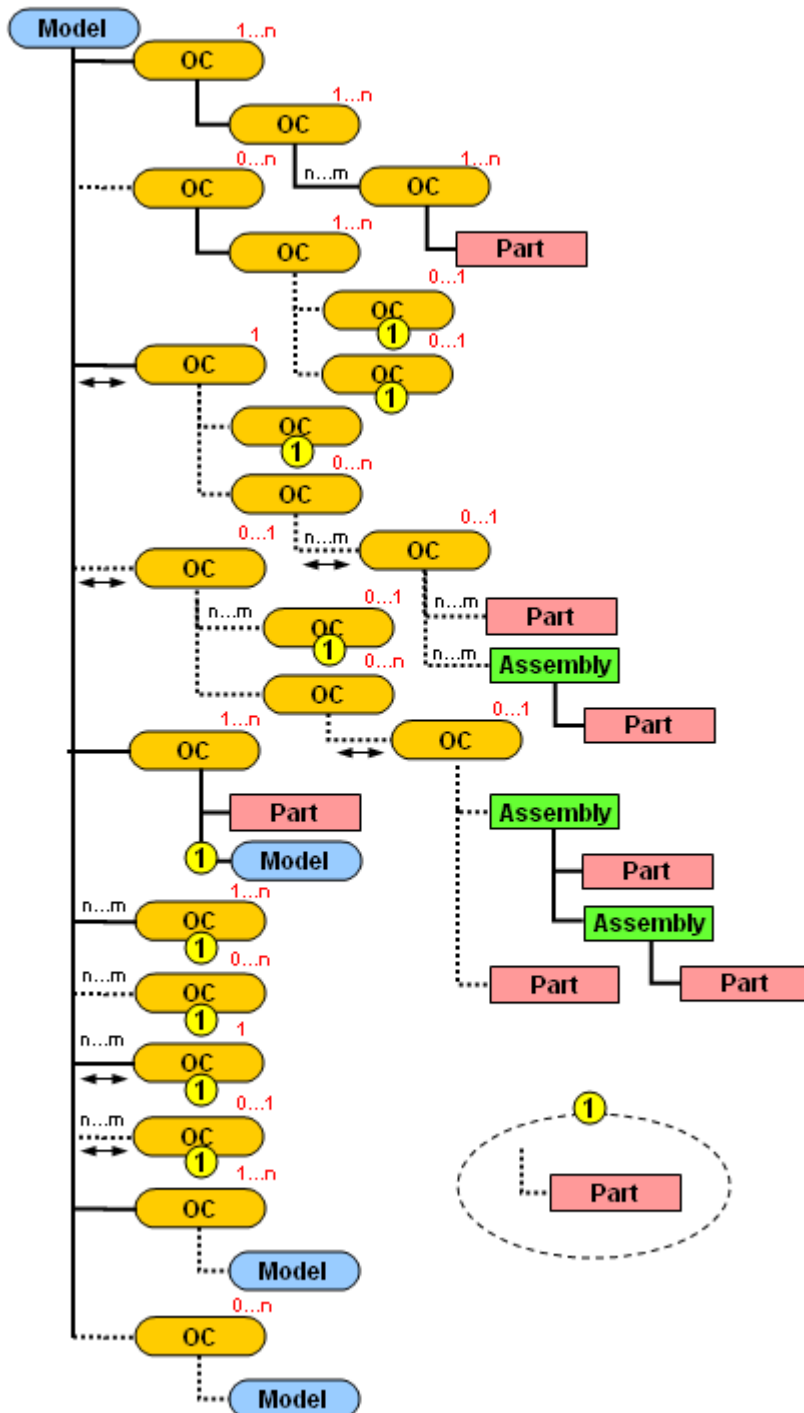 Model
1...n
OC
1...n
OC
0...n
n...m
1...n
OC
OC
1...n
OC
Part
0...1
OC
1
1
0...1
OC
OC
1
OC
1
0...n
OC
n...m
0...1
OC
0...1
OC
n...m
0...1
OC
1
n...m
Part
0...n
OC
n...m
Assembly
1...n
OC
0...1
OC
Part
Part
Assembly
1
Model
Part
1...n
n...m
OC
1
Assembly
0...n
n...m
OC
1
Part
Part
1
n...m
OC
1
0...1
n...m
OC
1
1
1...n
OC
Part
Model
0...n
OC
Model